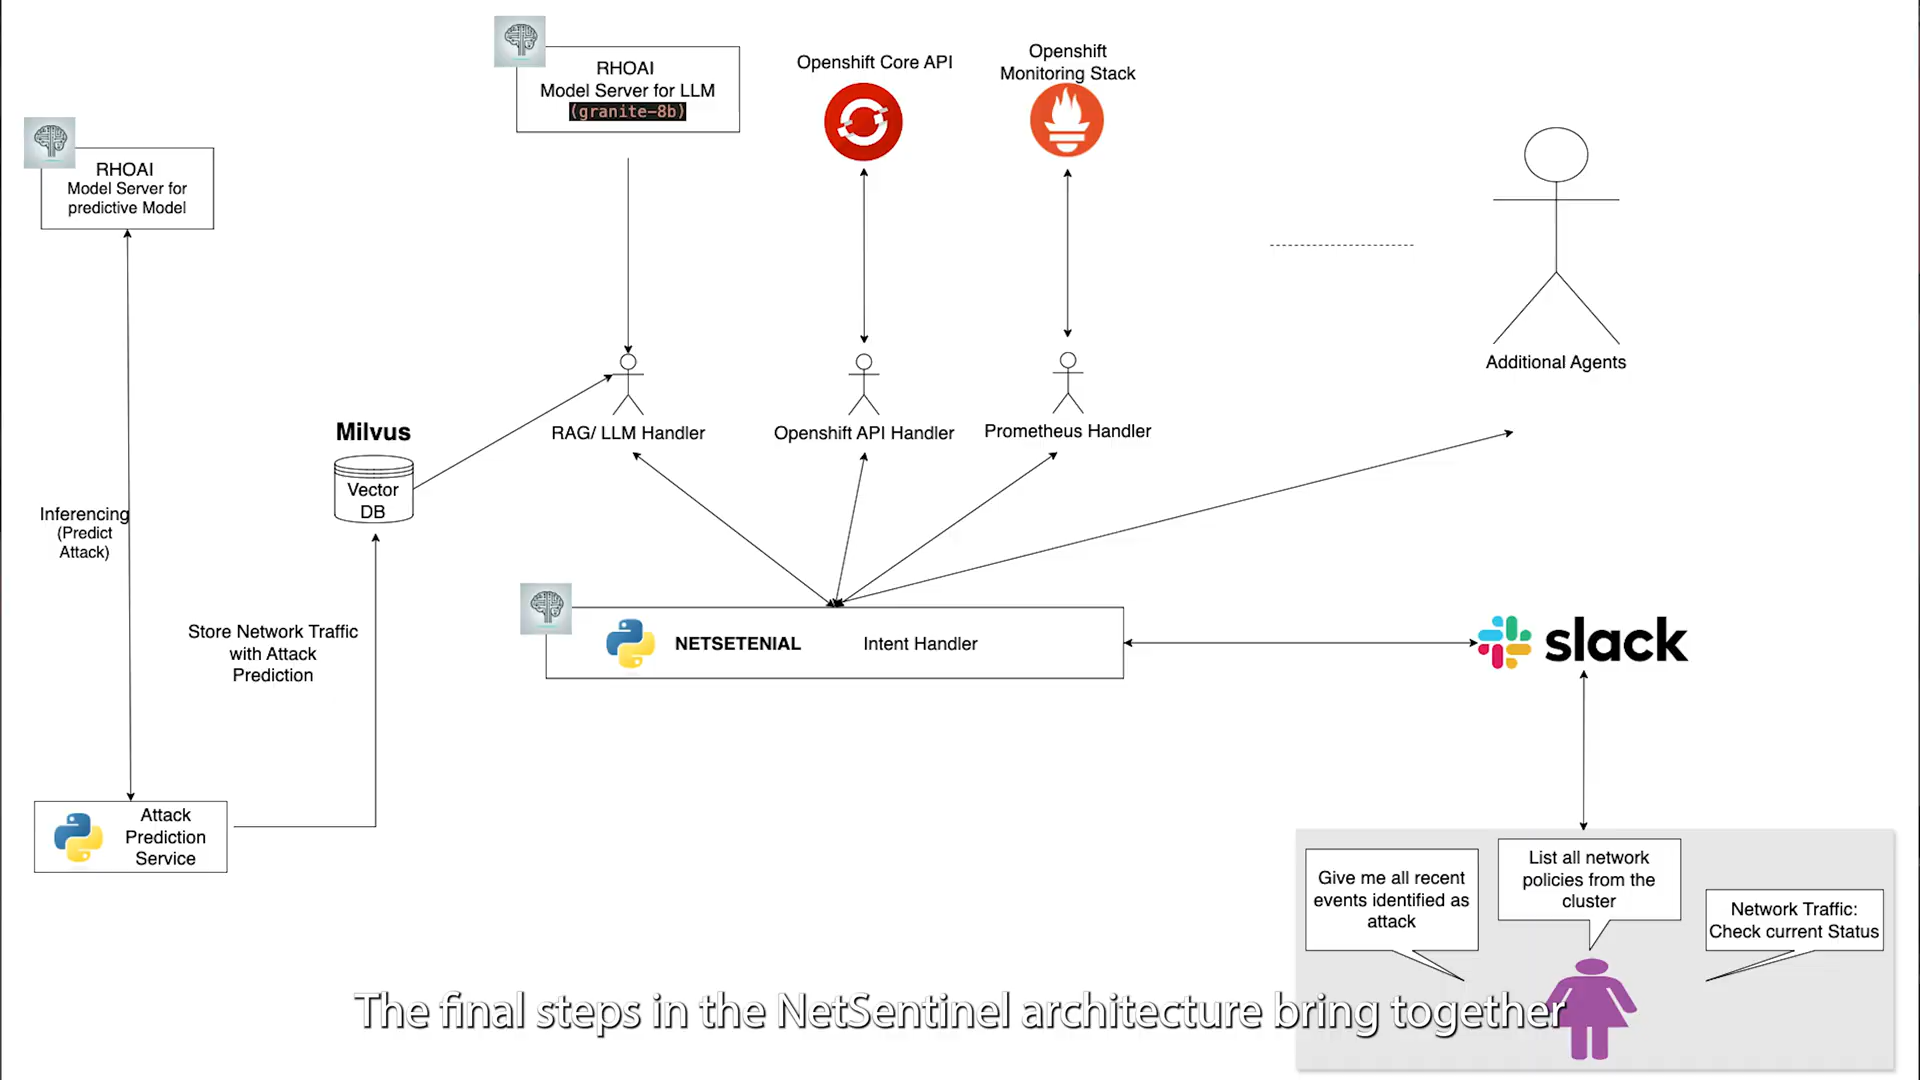 RHOAI
Model Server for LLM
(granite-8b)
Openshift Core API
Openshift
Monitoring Stack
RHOAI
Model Server for
predictive Model
Additional Agents
Milvus
Vector
DB
RAG/ LLM Handler
Openshift API Handler
Prometheus Handler
Inferencing
(Predict
Attack)
Store Network Traffic
with Attack
Prediction
NETSETENIAL
Intent Handler
slack
Attack
Prediction
Service
Give me all recent
events identified as
attack
List all network
policies from the
cluster
Network Traffic:
Check current Status
The final steps in the NetSentinel architecture bring together